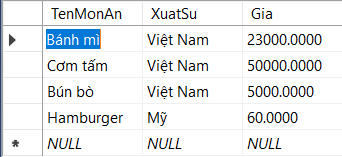 TenMonAn XuatSu Gia
Bánh mì Việt Nam 23000.0000
Cơm tấm Việt Nam 50000.0000
Bún bò Việt Nam 5000.0000
Hamburger Mỹ 60.0000
NULL NULL NULL